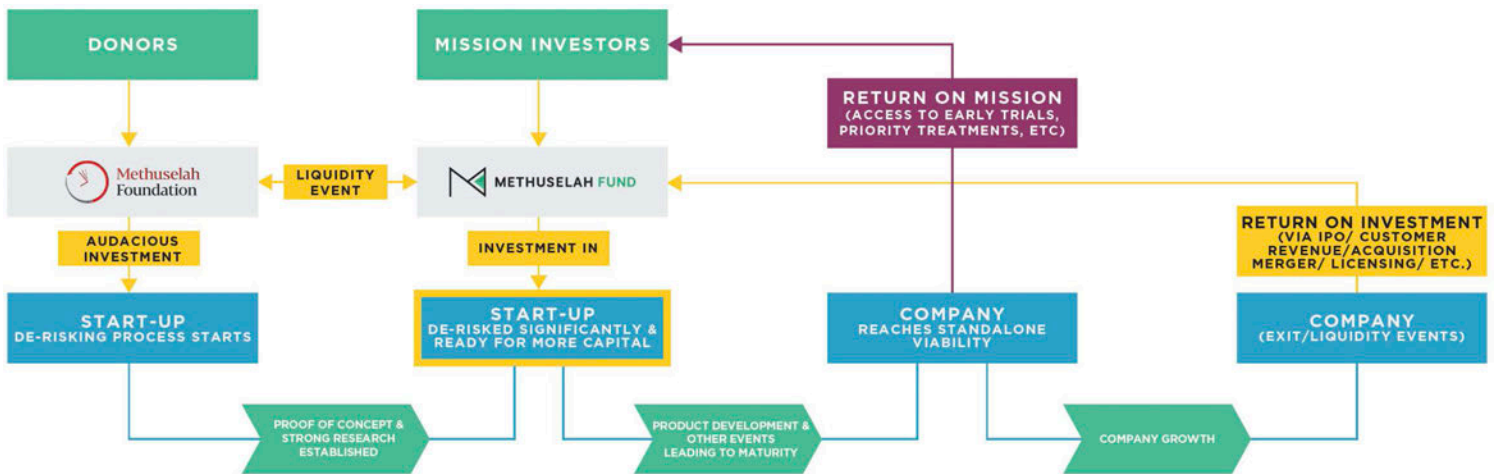 DONORS
MISSION INVESTORS
RETURN ON MISSION
(ACCESS TO EARLY TRIALS,
PRIORITY TREATMENTS, ETC)
Methuselah
Foundation
LIQUIDITY
EVENT
METHUSELAH FUND
AUDACIOUS
INVESTMENT
INVESTMENT IN
RETURN ON INVESTMENT
(VIA IPO/ CUSTOMER
REVENUE/ACQUISITION
MERGER/ LICENSING/ ETC.)
START-UP
DE-RISKING PROCESS STARTS
START-UP
DE-RISKED SIGNIFICANTLY &
READY FOR MORE CAPITAL
COMPANY
REACHES STANDALONE
VIABILITY
COMPANY
(EXIT/LIQUIDITY EVENTS)
PROOF OF CONCEPT &
STRONG RESEARCH
ESTABLISHED
PRODUCT DEVELOPMENT &
OTHER EVENTS
LEADING TO MATURITY
COMPANY GROWTH